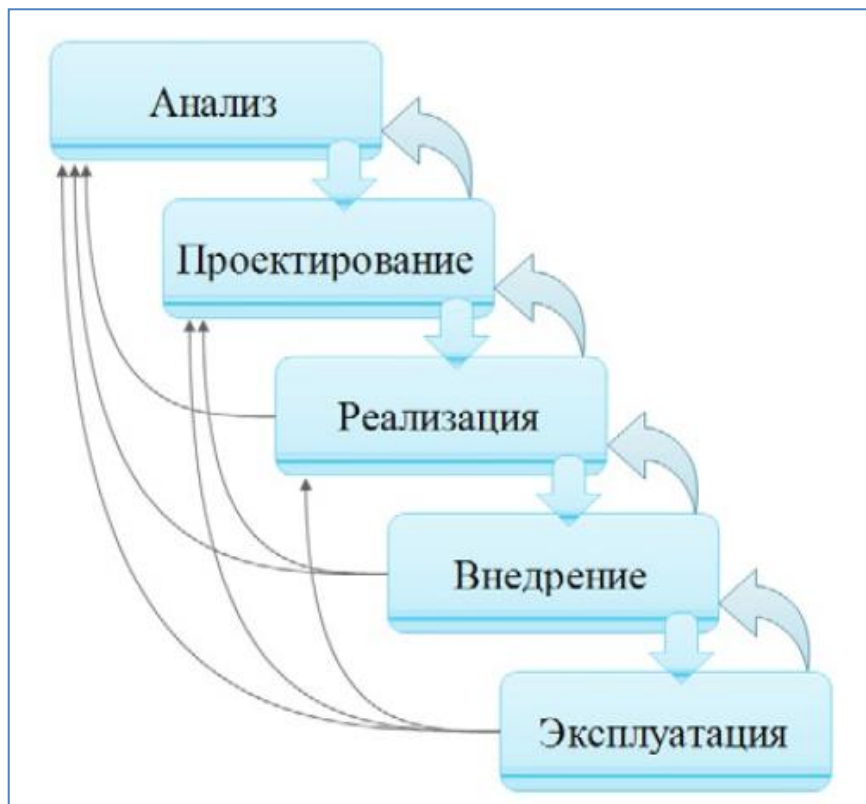 Анализ
Проектирование
Реализация
Внедрение
Эксплуатация